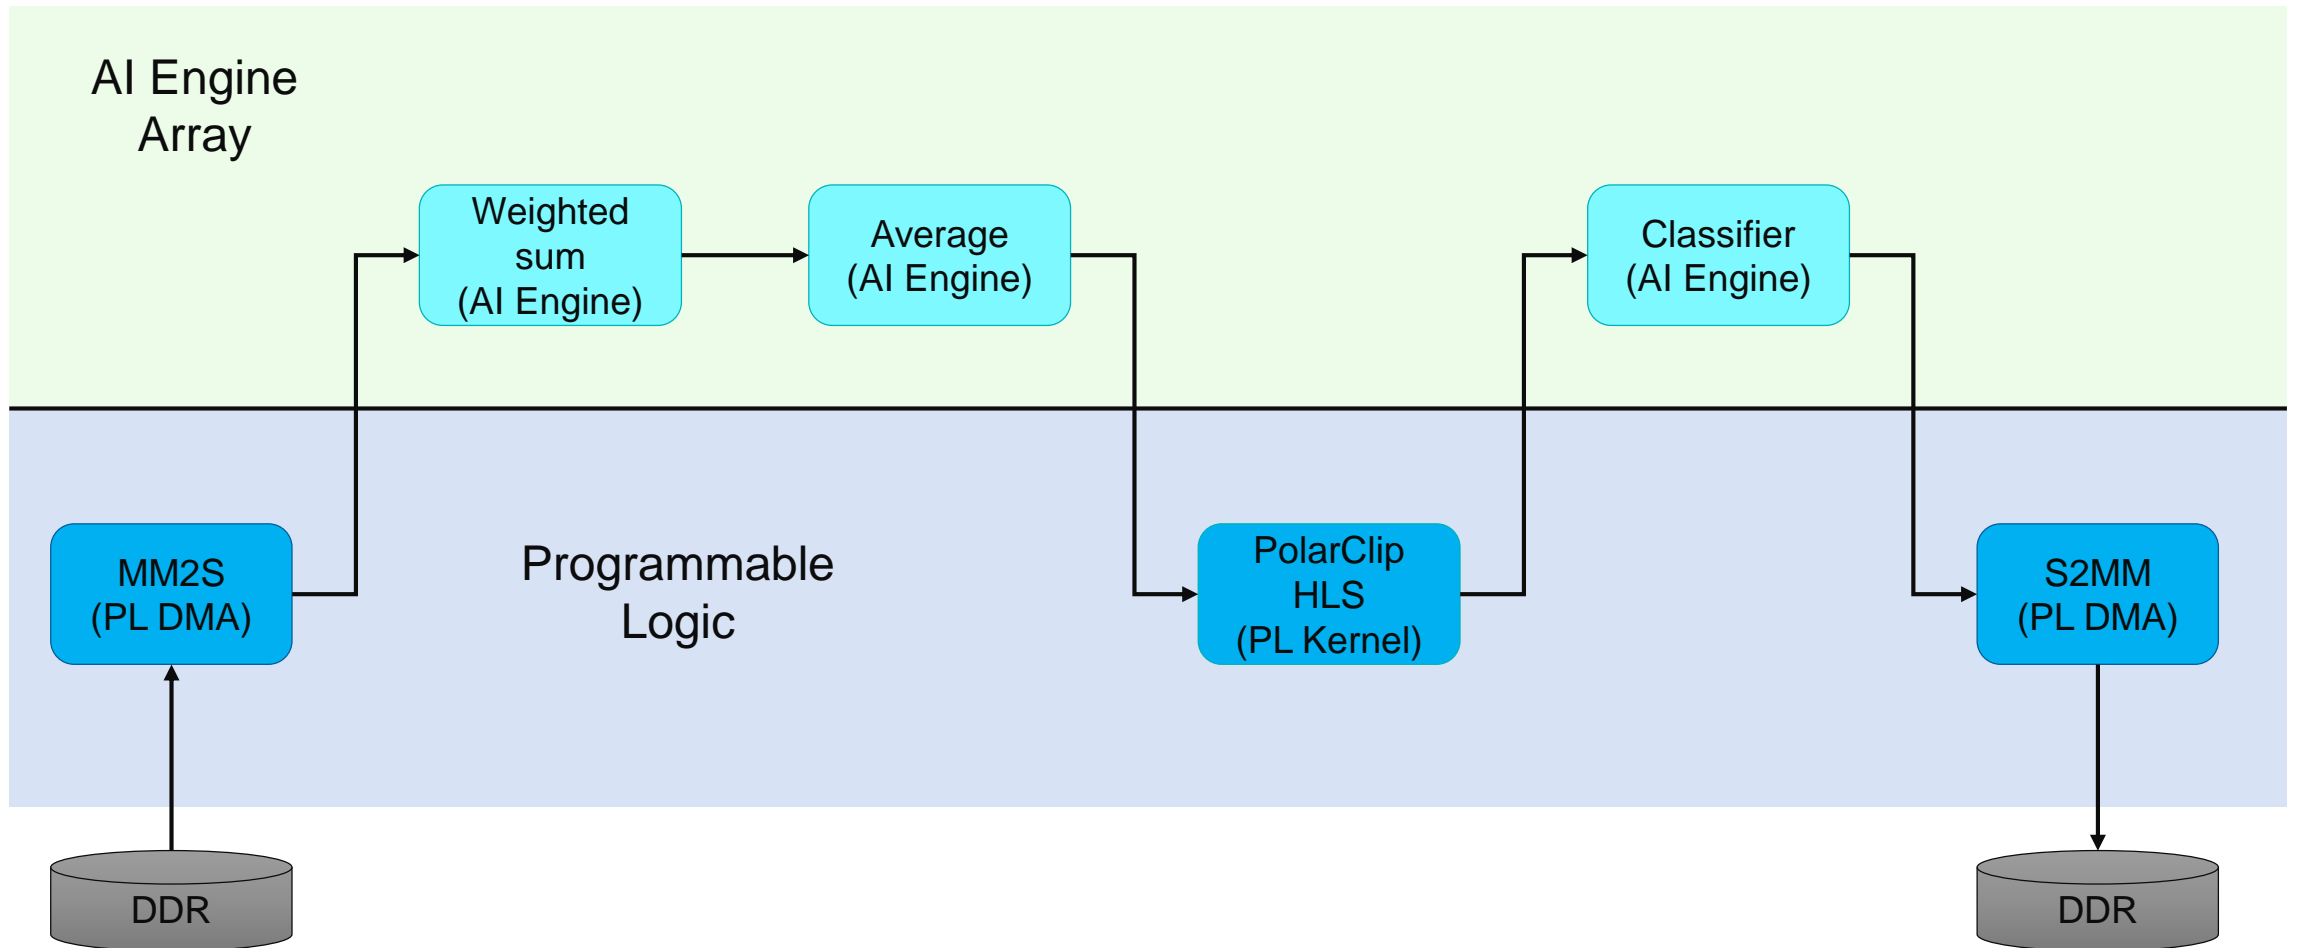 AI Engine
Array
Weighted
sum
(AI Engine)
Average
(AI Engine)
Classifier
(AI Engine)
MM2S
(PL DMA)
Programmable
Logic
PolarClip
HLS
(PL Kernel)
S2MM
(PL DMA)
DDR
DDR